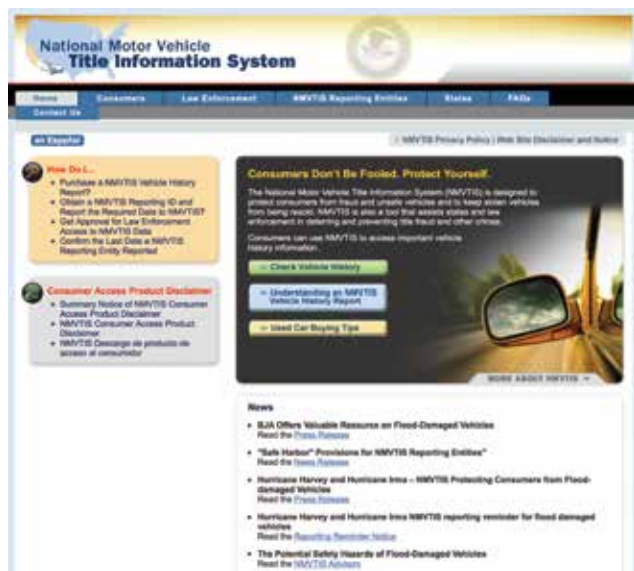 National Motor Vehicle
Title Information System
Home Consumers Law Enforcement NMVTIS Reporting Entities States FAQs
Contact Us
en Español
NMVTIS Privacy Policy | Web Site Disclaimer and Notice
How Do I...
• Purchase a NMVTIS Vehicle History
Report?
• Obtain a NMVTIS Reporting ID and
Report the Required Data to NMVTIS?
• Get Approval for Law Enforcement
Access to NMVTIS Data
• Confirm the Last Date a NMVTIS
Reporting Entity Reported
Consumer Access Product Disclaimer
• Summary Notice of NMVTIS Consumer
Access Product Disclaimer
• NMVTIS Consumer Access Product
Disclaimer
• NMVTIS Descargo de producto de
acceso al consumidor
Consumers Don't Be Fooled. Protect Yourself.
The National Motor Vehicle Title Information System (NMVTIS) is designed to
protect consumers from fraud and unsafe vehicles and to keep stolen vehicles
from being resold. NMVTIS is also a tool that assists states and law
enforcement in deterring and preventing title fraud and other crimes.
Consumers can use NMVTIS to access important vehicle
history information.
Check Vehicle History
Understanding an NMVTIS
Vehicle History Report
Used Car Buying Tips
MORE ABOUT NMVTIS
News
• BJA Offers Valuable Resource on Flood-Damaged Vehicles
Read the Press Release
• "Safe Harbor" Provisions for NMVTIS Reporting Entities"
Read the News Release
• Hurricane Harvey and Hurricane Irma – NMVTIS Protecting Consumers from Flood-
damaged Vehicles
Read the Press Release
• Hurricane Harvey and Hurricane Irma NMVTIS reporting reminder for flood damaged
vehicles
Read the Reporting Reminder Notice
• The Potential Safety Hazards of Flood-Damaged Vehicles
Read the NMVTIS Advisory